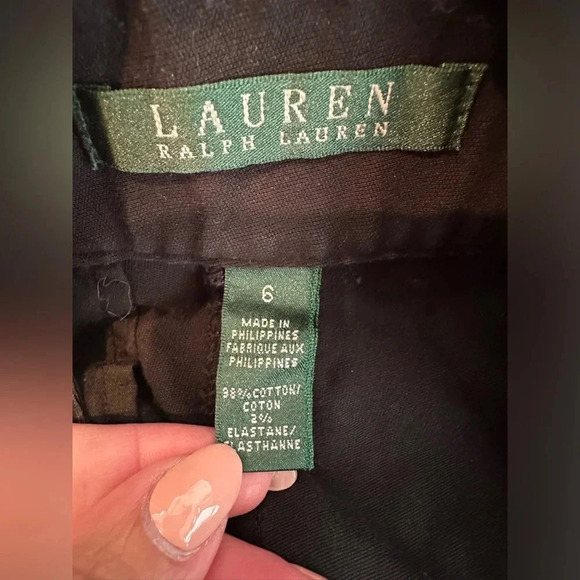 LAUREN
RALPH LAUREN
6
MADE IN
PHILIPPINES
FABRIQUE AUX
PHILIPPINES
98% COTTON/
COTON
2%
ELASTANE/
ELASTHANNE